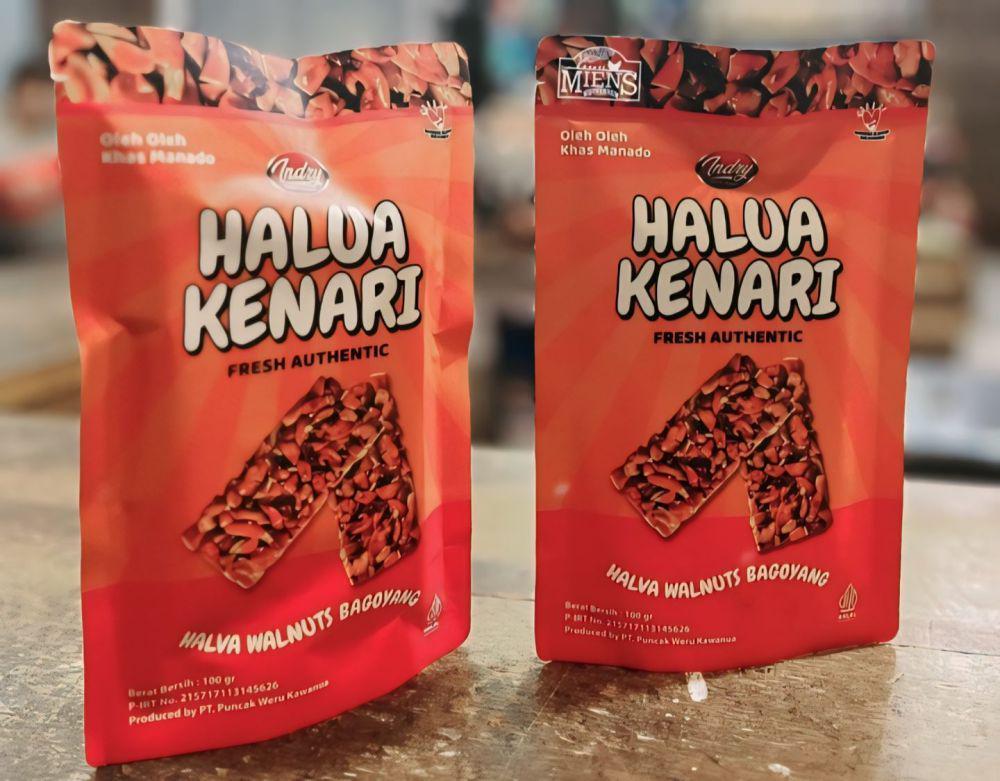 Oleh Oleh
Khas Manado
Indry
HALUA
KENARI
FRESH AUTHENTIC
HALVA WALNUTS BAGOYANG
Berat Bersih : 100 gr
P-IRT No. 215717113145626
Produced by PT. Puncak Weru Kawanua
MIENS
Oleh Oleh
Khas Manado
Indry
HALUA
KENARI
FRESH AUTHENTIC
HALVA WALNUTS BAGOYANG
HALAL
Berat Bersih : 100 gr
P-IRT No. 215717113145626
Produced by PT. Puncak Weru Kawanua